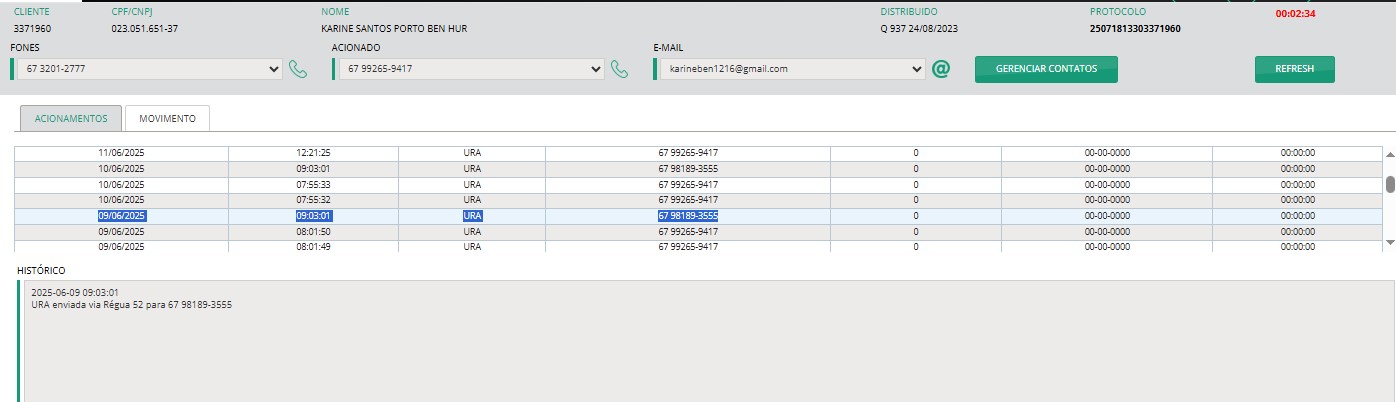 CLIENTE CPF/CNPJ NOME DISTRIBUIDO PROTOCOLO 00:02:34
3371960 023.051.651-37 KARINE SANTOS PORTO BEN HUR Q 937 24/08/2023 25071813303371960
FONES ACIONADO E-MAIL
67 3201-2777 67 99265-9417 karineben1216@gmail.com @ GERENCIAR CONTATOS REFRESH
ACIONAMENTOS MOVIMENTO
11/06/2025 12:21:25 URA 67 99265-9417 0 00-00-0000 00:00:00
10/06/2025 09:03:01 URA 67 98189-3555 0 00-00-0000 00:00:00
10/06/2025 07:55:33 URA 67 99265-9417 0 00-00-0000 00:00:00
10/06/2025 07:55:32 URA 67 99265-9417 0 00-00-0000 00:00:00
09/06/2025 09:03:01 URA 67 98189-3555 0 00-00-0000 00:00:00
09/06/2025 08:01:50 URA 67 99265-9417 0 00-00-0000 00:00:00
09/06/2025 08:01:49 URA 67 99265-9417 0 00-00-0000 00:00:00
HISTÓRICO
2025-06-09 09:03:01
URA enviada via Régua 52 para 67 98189-3555